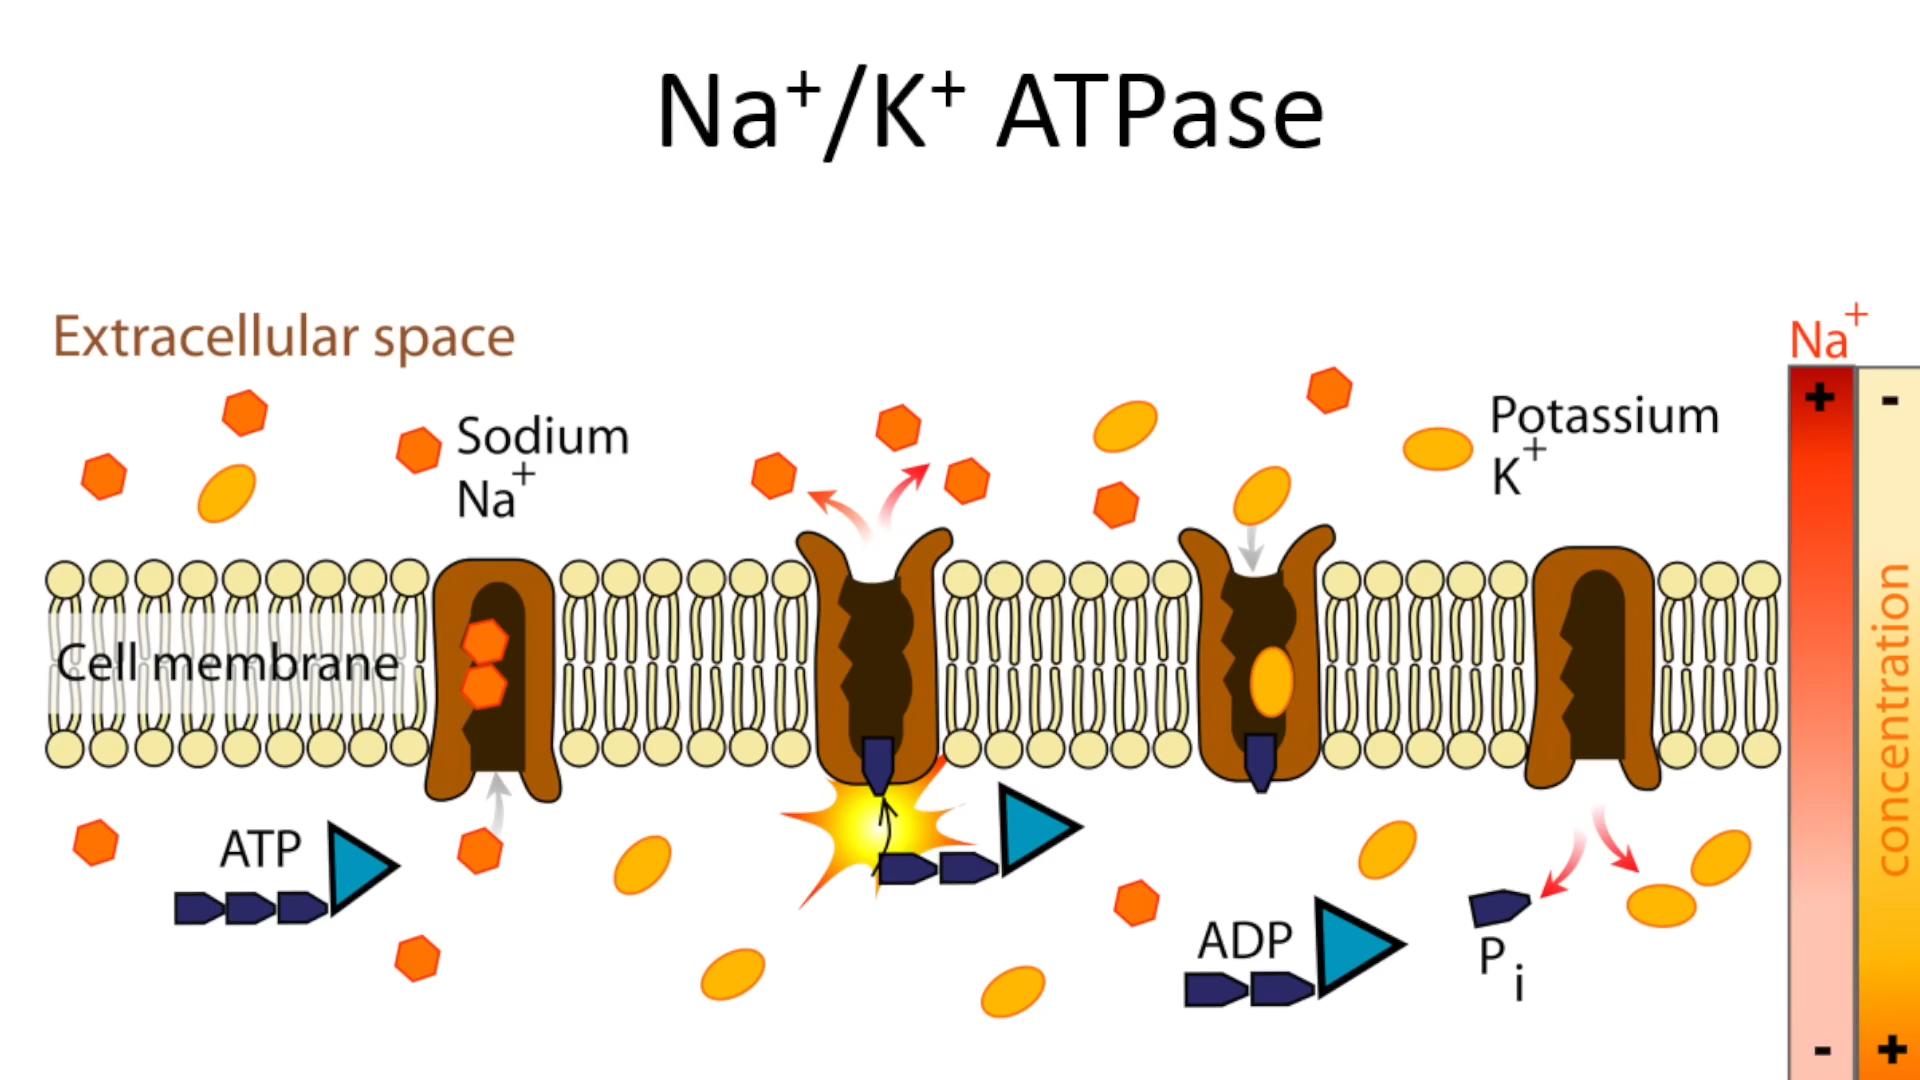 Na⁺/K⁺ ATPase
Extracellular space
Na⁺
+ -
Sodium
Na⁺
Potassium
K⁺
Cell membrane
concentration
ATP
ADP
Pi
- +